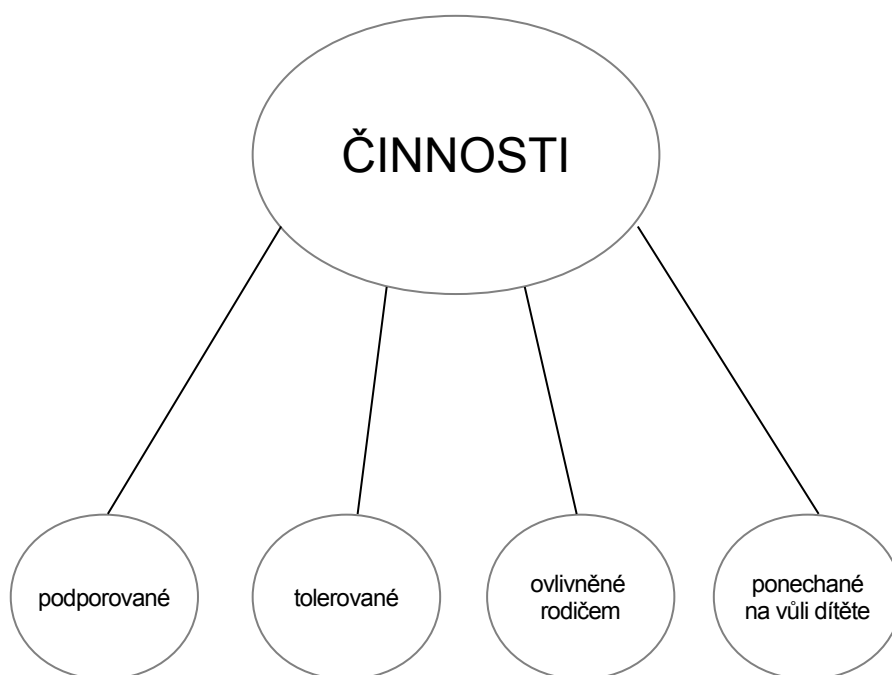 ČINNOSTI
podporované
tolerované
ovlivněné
rodičem
ponechané
na vůli dítěte